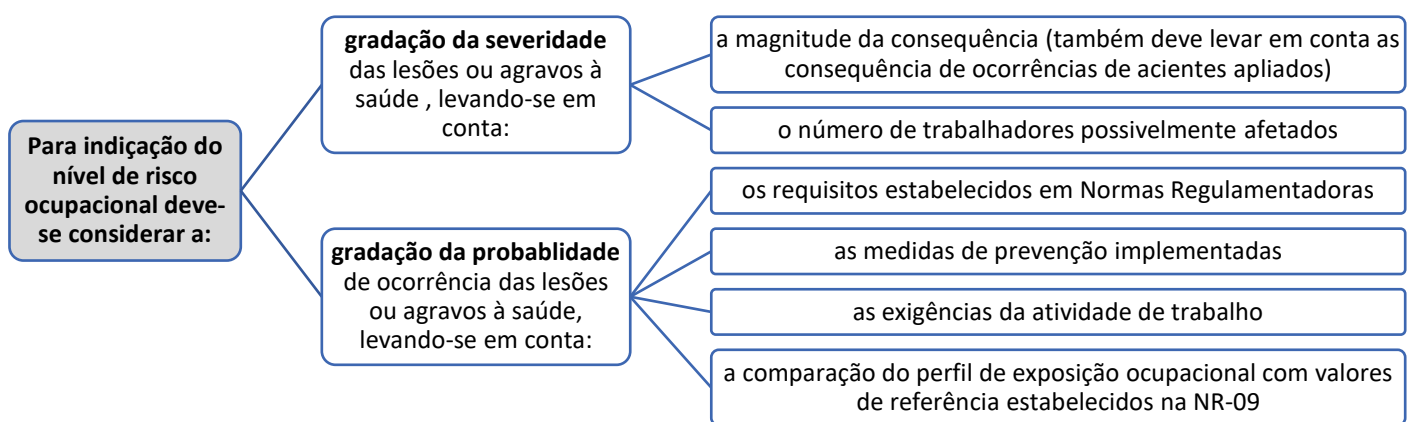 Para indicação do
nível de risco
ocupacional deve-
se considerar a:
gradação da severidade
das lesões ou agravos à
saúde , levando-se em
conta:
a magnitude da consequência (também deve levar em conta as
consequência de ocorrências de acientes apliados)
o número de trabalhadores possivelmente afetados
gradação da probablidade
de ocorrência das lesões
ou agravos à saúde,
levando-se em conta:
os requisitos estabelecidos em Normas Regulamentadoras
as medidas de prevenção implementadas
as exigências da atividade de trabalho
a comparação do perfil de exposição ocupacional com valores
de referência estabelecidos na NR-09